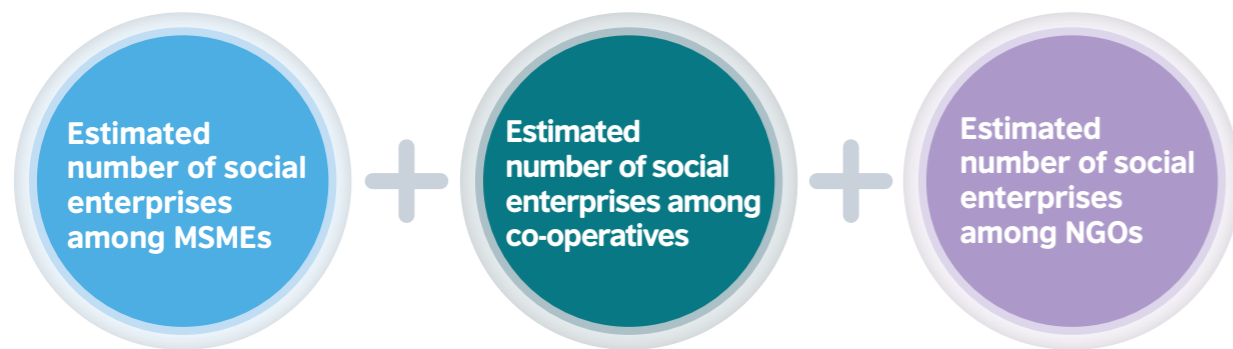 Estimated
number of social
enterprises
among MSMEs
+
Estimated
number of social
enterprises among
co-operatives
+
Estimated
number of social
enterprises
among NGOs